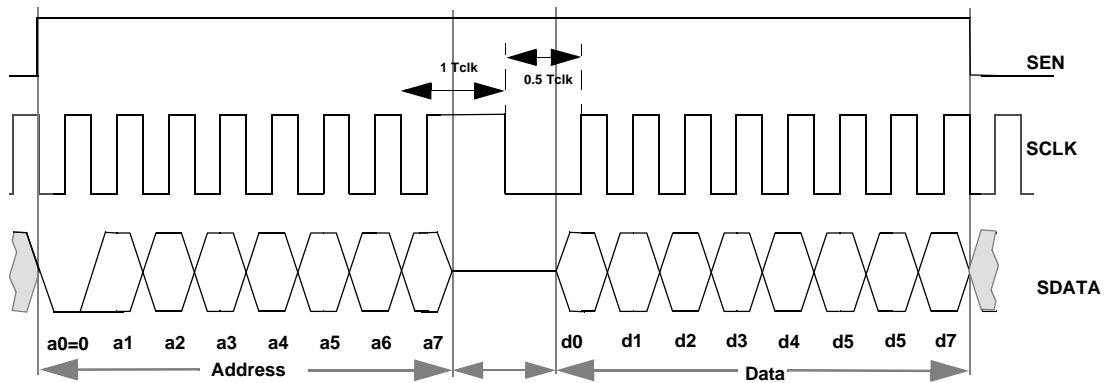 SEN
1 Tclk
0.5 Tclk
SCLK
SDATA
a0=0 a1 a2 a3 a4 a5 a6 a7 d0 d1 d2 d3 d4 d5 d5 d7
Address Data